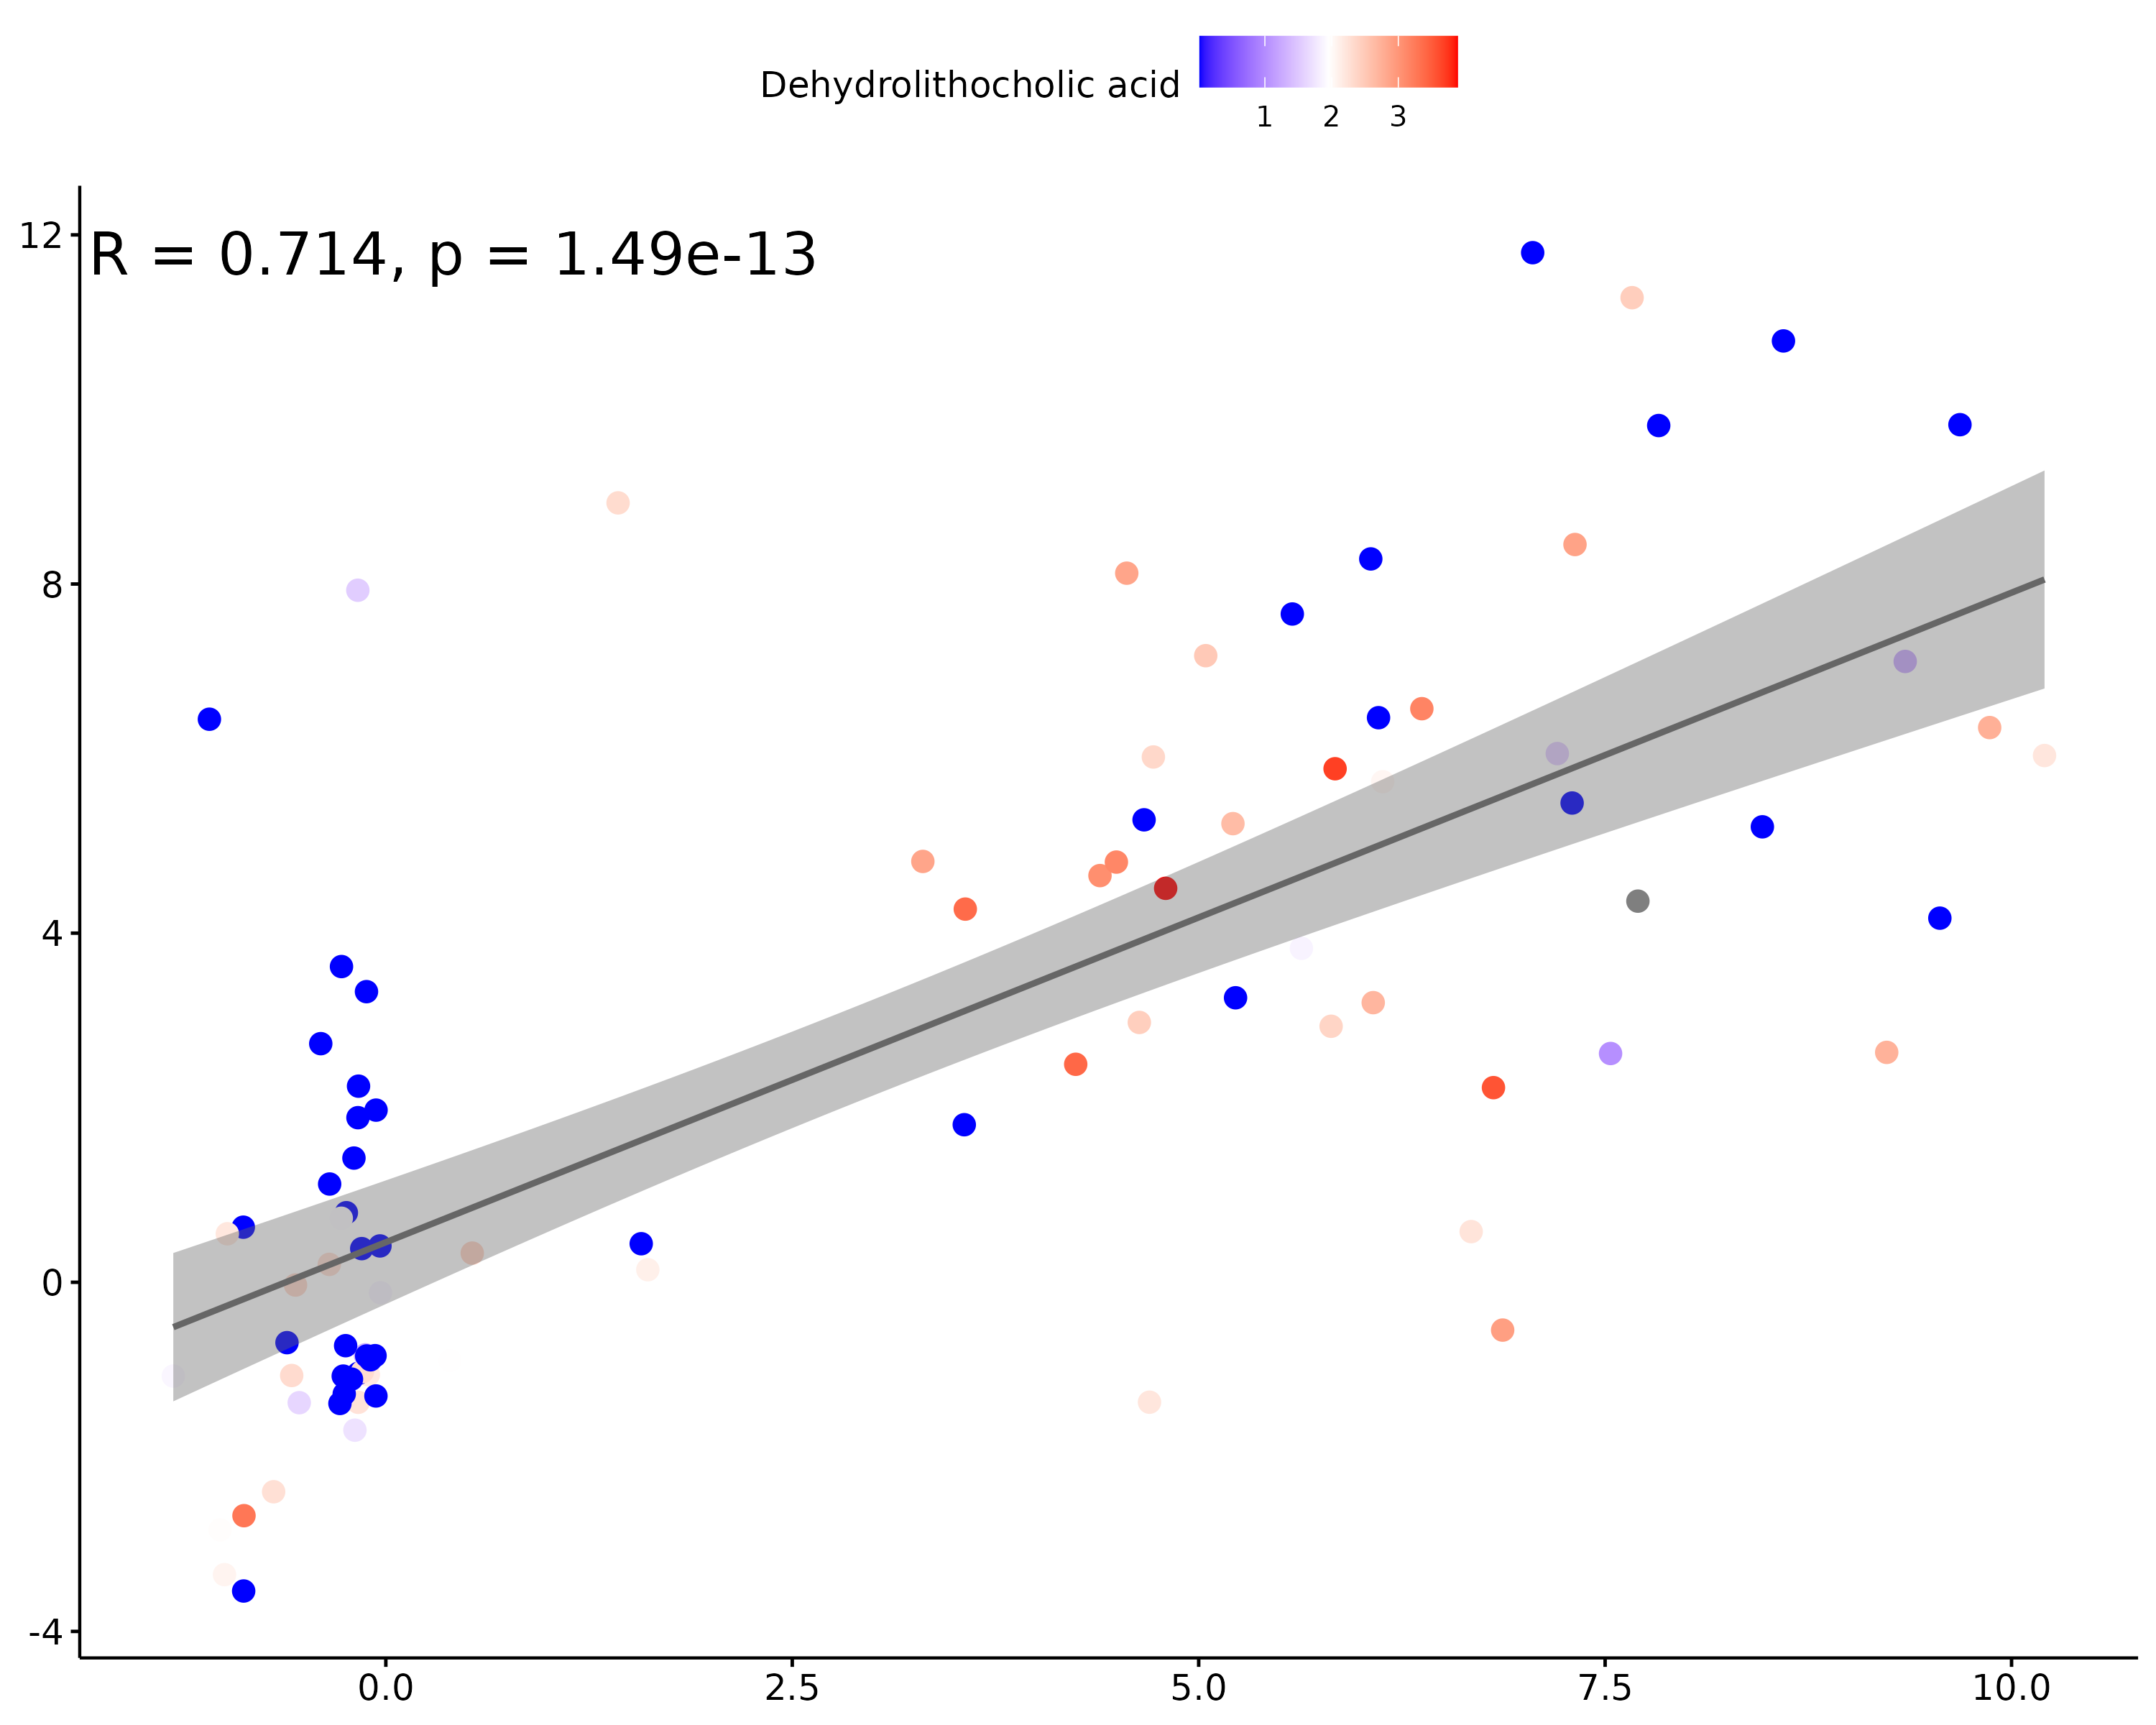 Dehydrolithocholic acid
1 2 3
R = 0.714, p = 1.49e-13
12
8
4
0
-4
0.0 2.5 5.0 7.5 10.0